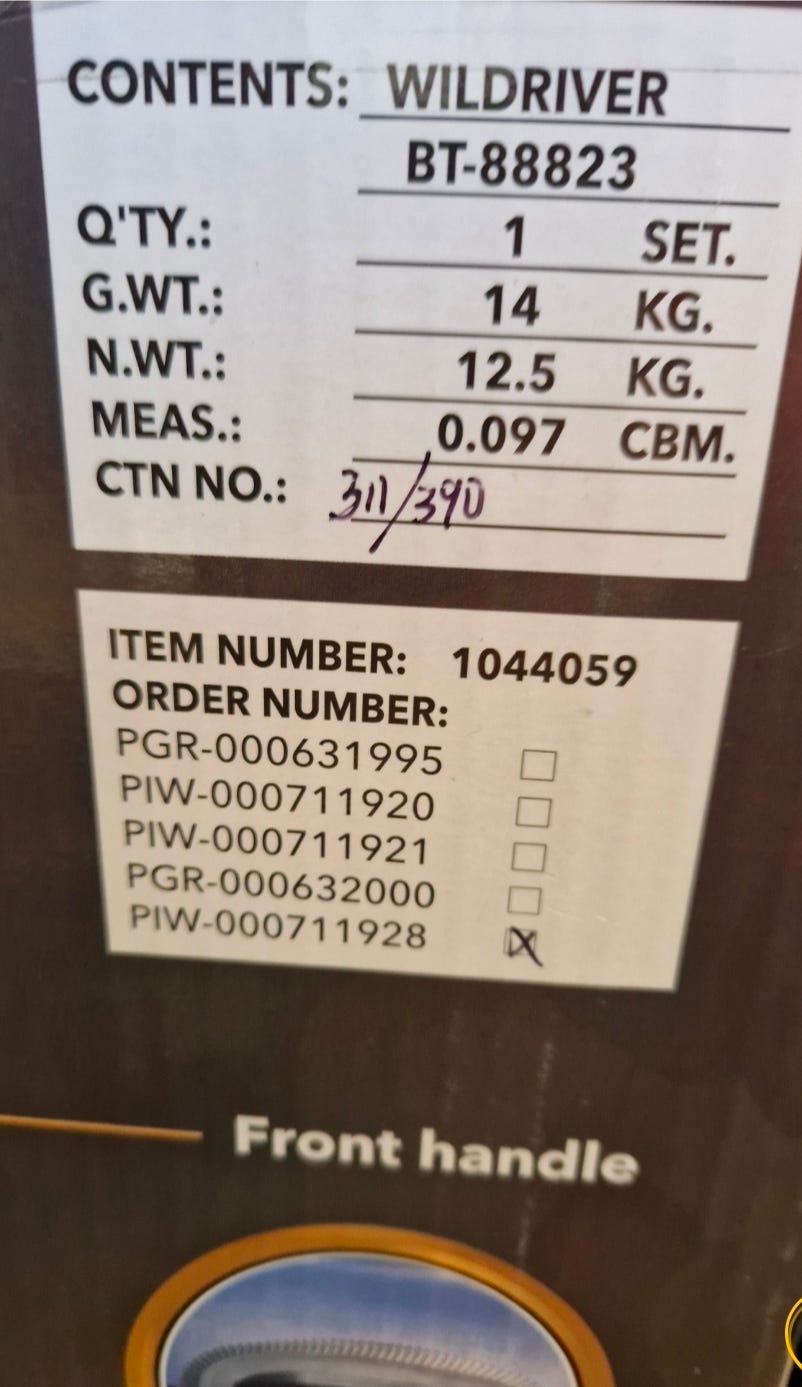 CONTENTS: WILDRIVER
BT-88823
Q'TY.: 1 SET.
G.WT.: 14 KG.
N.WT.: 12.5 KG.
MEAS.: 0.097 CBM.
CTN NO.: 311/390
ITEM NUMBER: 1044059
ORDER NUMBER:
PGR-000631995 ☐
PIW-000711920 ☐
PIW-000711921 ☐
PGR-000632000 ☐
PIW-000711928 ☒
Front handle